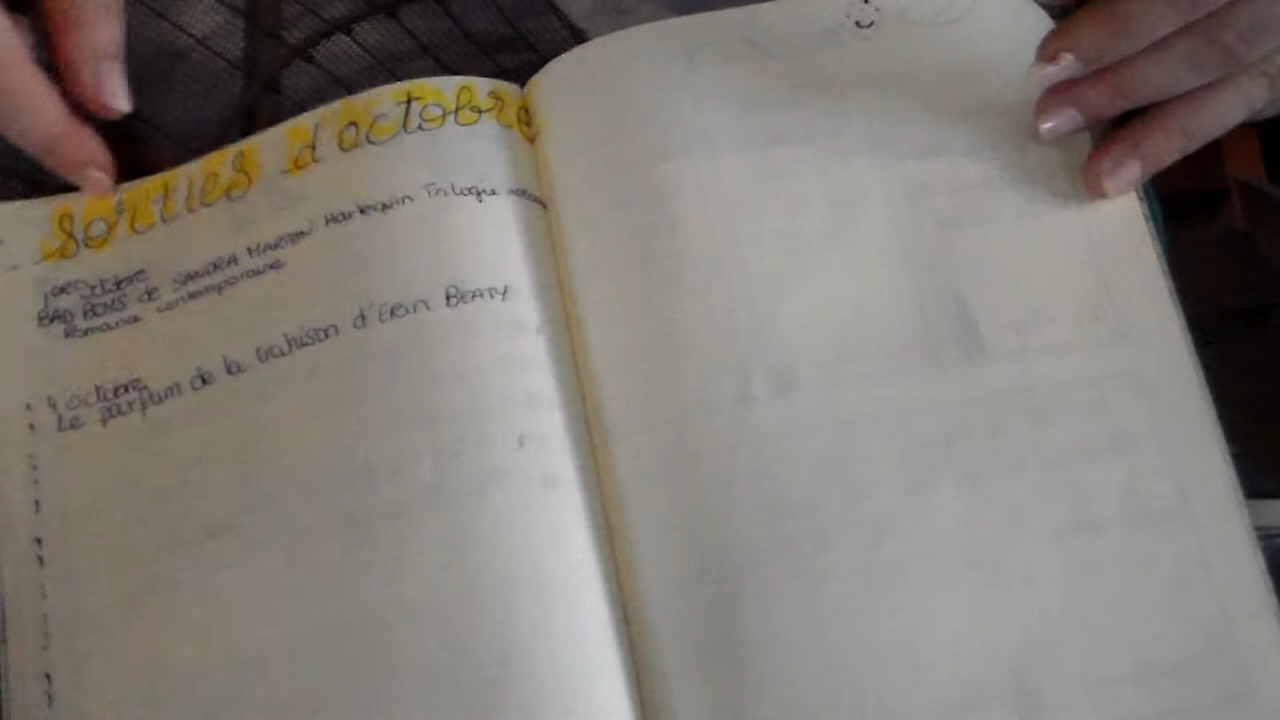 Sorties d'octobre
1er Octobre
BAD BOYS de SANDRA MARTON Harlequin Trilogie
Romance contemporaine
4 octobre
Le parfum de la trahison d'Erin BEATY